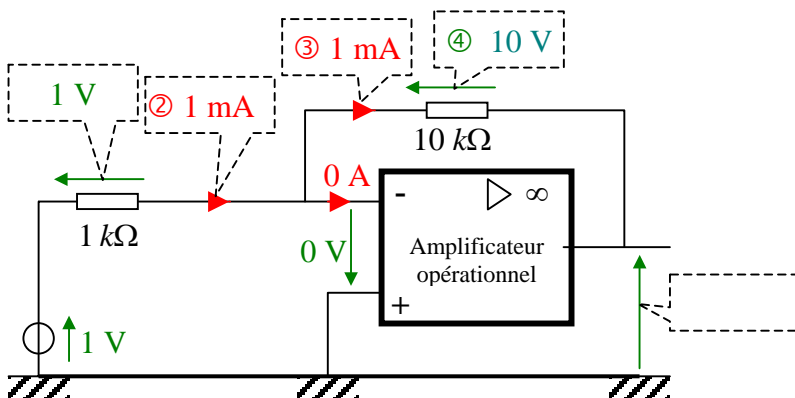 ③ 1 mA
④ 10 V
1 V
② 1 mA
10 kΩ
0 A
- ▷ ∞
1 kΩ
0 V
Amplificateur
opérationnel
+
1 V